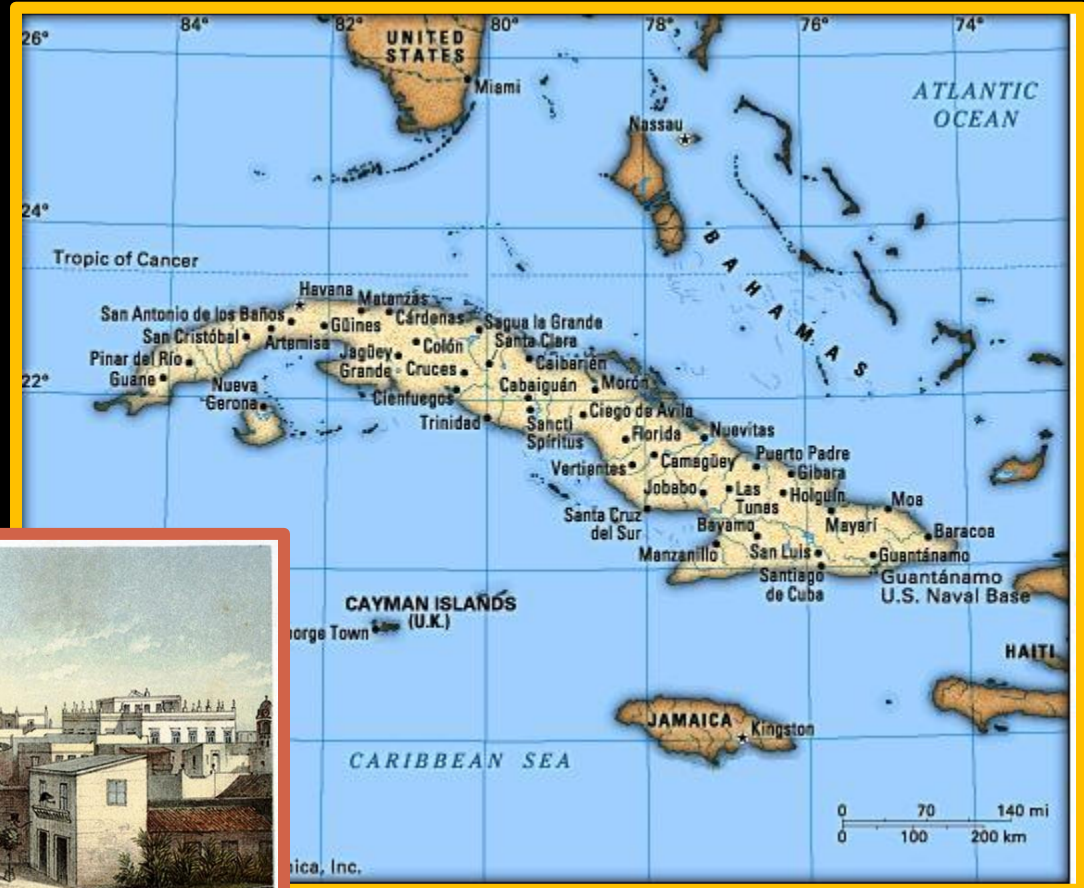 84°
82°
80°
78°
76°
74°
26°
UNITED
STATES
Miami
ATLANTIC
OCEAN
Nassau
24°
BAHAMAS
Tropic of Cancer
Havana
Matanzas
San Antonio de los Baños
Güines
Cárdenas
Sagua la Grande
San Cristóbal
Artemisa
Colón
Santa Clara
Pinar del Río
Jagüey
Grande
Cruces
Caibarién
22°
Guane
Nueva
Gerona
Cabaiguán
Morón
Cienfuegos
Ciego de Avila
Trinidad
Sancti
Spíritus
Florida
Nuevitas
Vertientes
Camagüey
Puerto Padre
Gibara
Jobabo
Las
Tunas
Holguín
Moa
Santa Cruz
del Sur
Bayamo
Mayarí
Baracoa
Manzanillo
San Luis
Guantánamo
Santiago
de Cuba
Guantánamo
U.S. Naval Base
CAYMAN ISLANDS
(U.K.)
orge Town
HAITI
JAMAICA
Kingston
CARIBBEAN SEA
0 70 140 mi
0 100 200 km
ica, Inc.